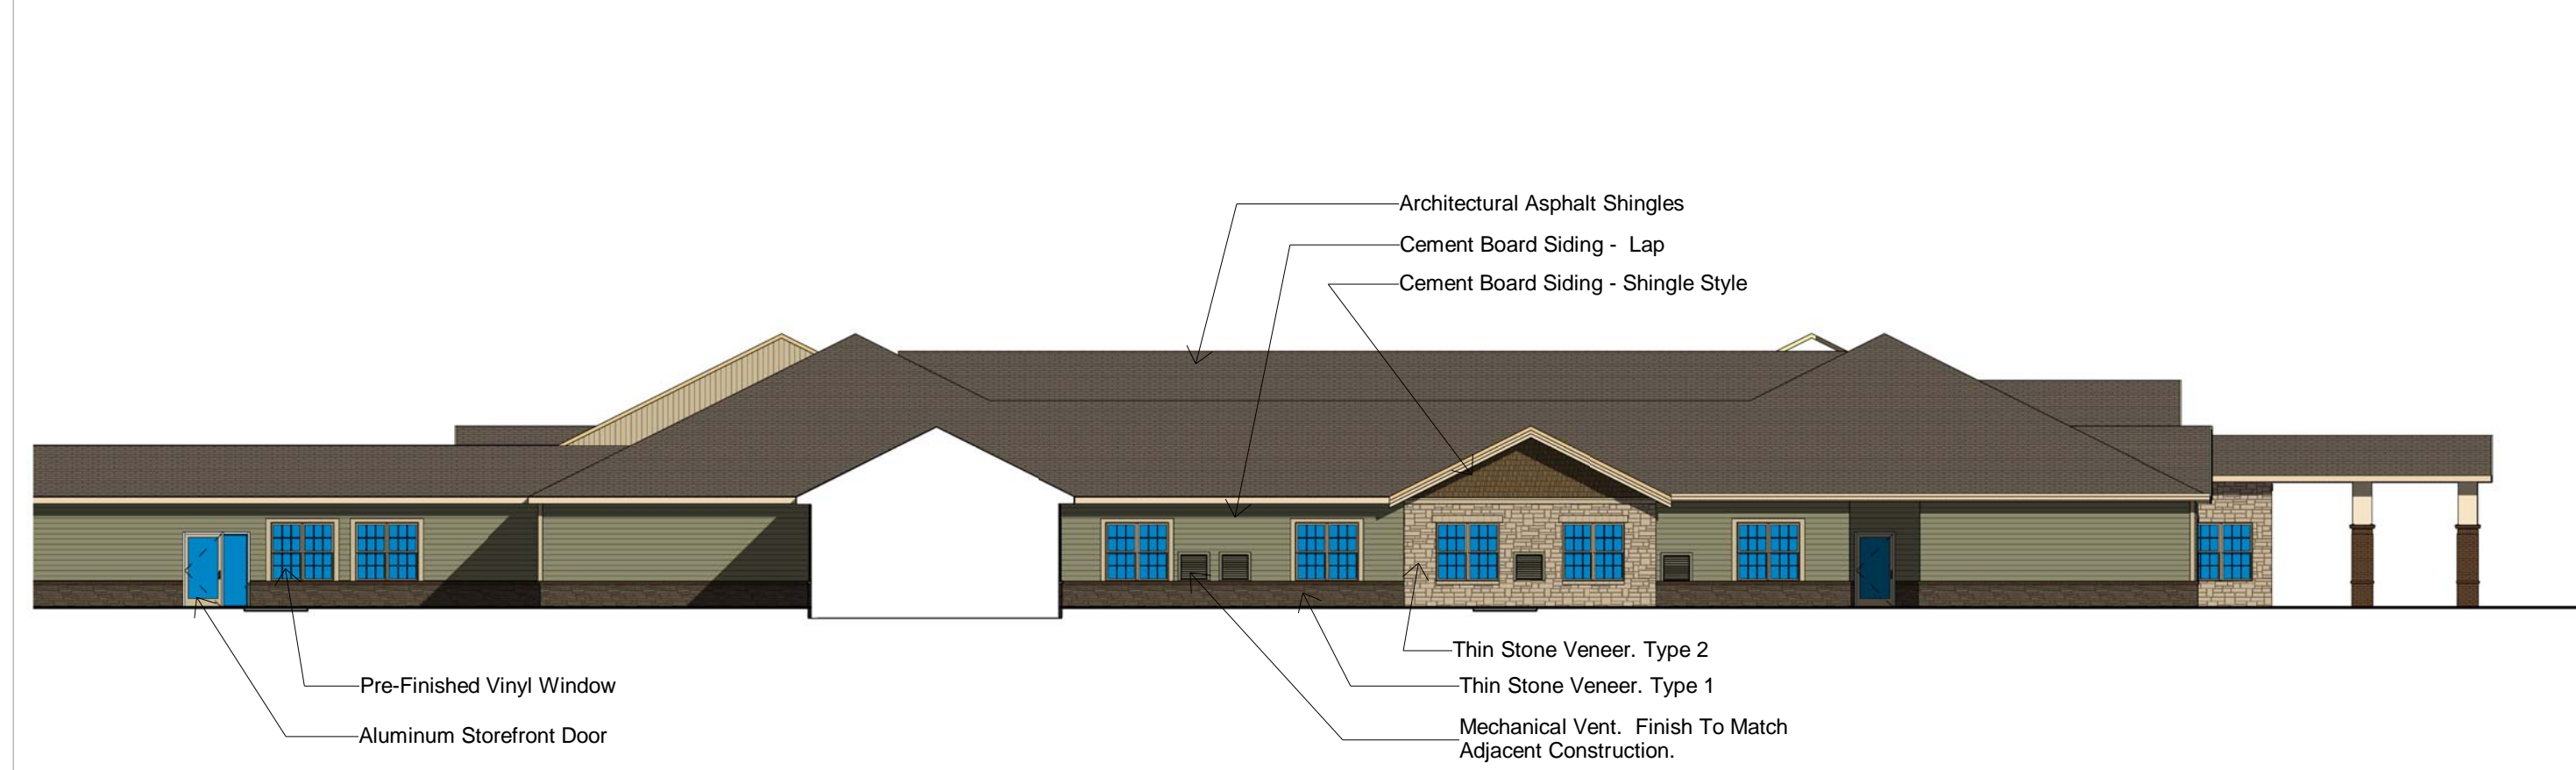 Architectural Asphalt Shingles
Cement Board Siding -  Lap
Cement Board Siding - Shingle Style
Thin Stone Veneer. Type 2
Pre-Finished Vinyl Window
Thin Stone Veneer. Type 1
Aluminum Storefront Door
Mechanical Vent.  Finish To Match
Adjacent Construction.